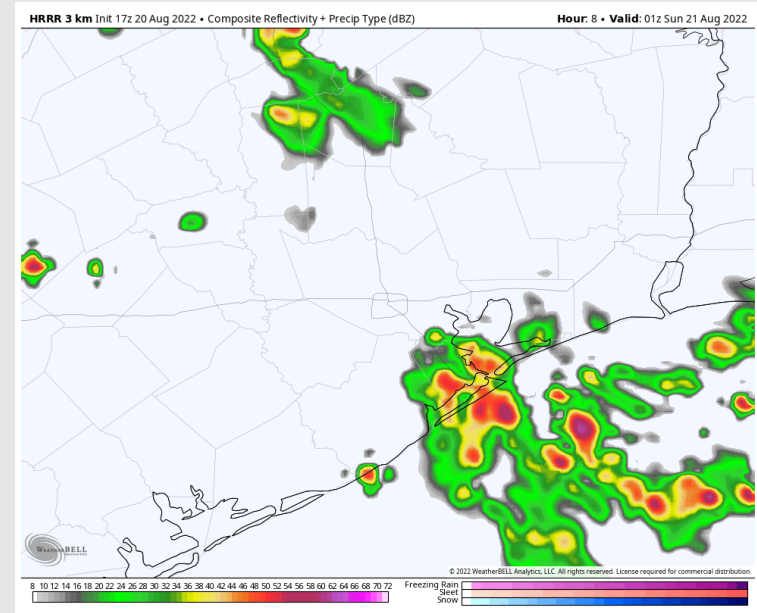 HRRR 3 km Init 17z 20 Aug 2022 • Composite Reflectivity + Precip Type (dBZ) Hour: 8 • Valid: 01z Sun 21 Aug 2022
WeatherBELL
© 2022 WeatherBELL Analytics, LLC. All rights reserved. License required for commercial distribution.
8 10 12 14 16 18 20 22 24 26 28 30 32 34 36 38 40 42 44 46 48 50 52 54 56 58 60 62 64 66 68 70 72
Freezing Rain
Sleet
Snow